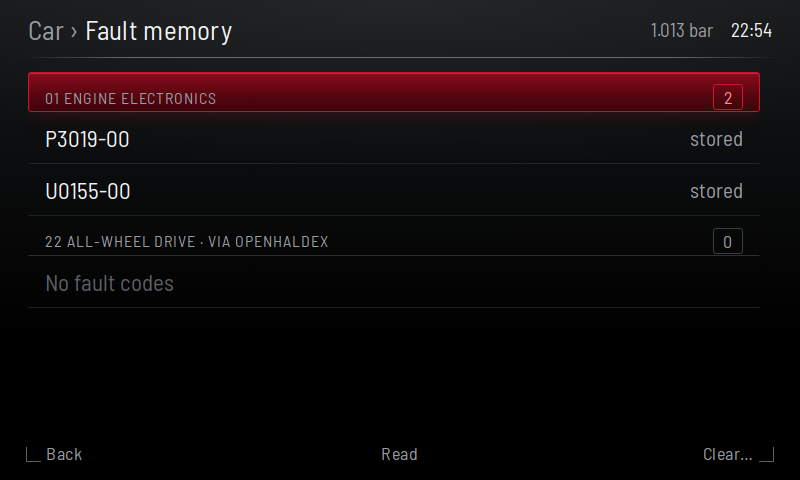 Car › Fault memory 1.013 bar 22:54
01 ENGINE ELECTRONICS 2
P3019-00 stored
U0155-00 stored
22 ALL-WHEEL DRIVE · VIA OPENHALDEX 0
No fault codes
Back Read Clear...